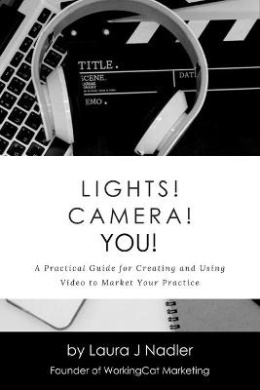 TITLE.
SCENE.
DATE
EMO.
LIGHTS!
CAMERA!
YOU!
A Practical Guide for Creating and Using
Video to Market Your Practice
by Laura J Nadler
Founder of WorkingCat Marketing